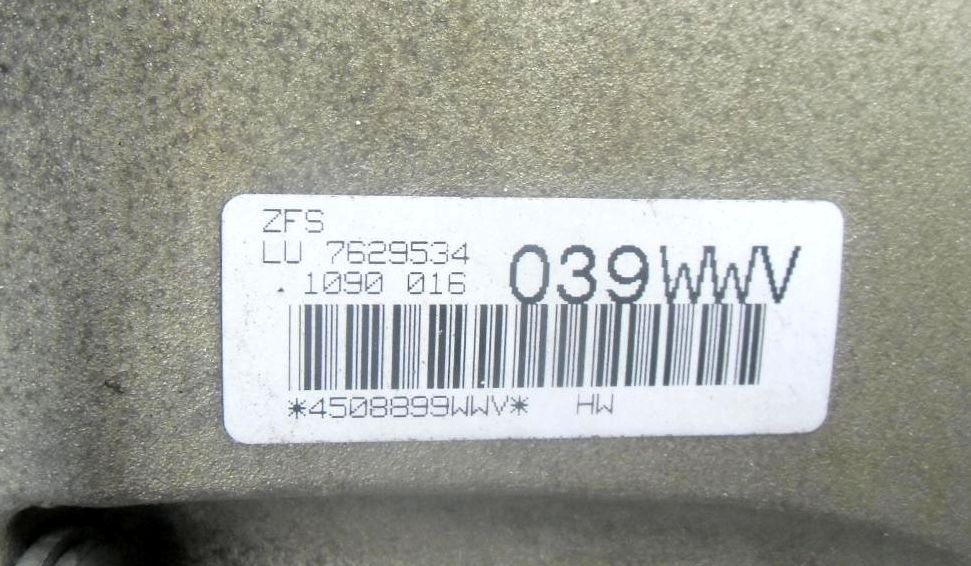 ZFS
LU 7629534
. 1090 016
039WWV
*4508899WWV* HW